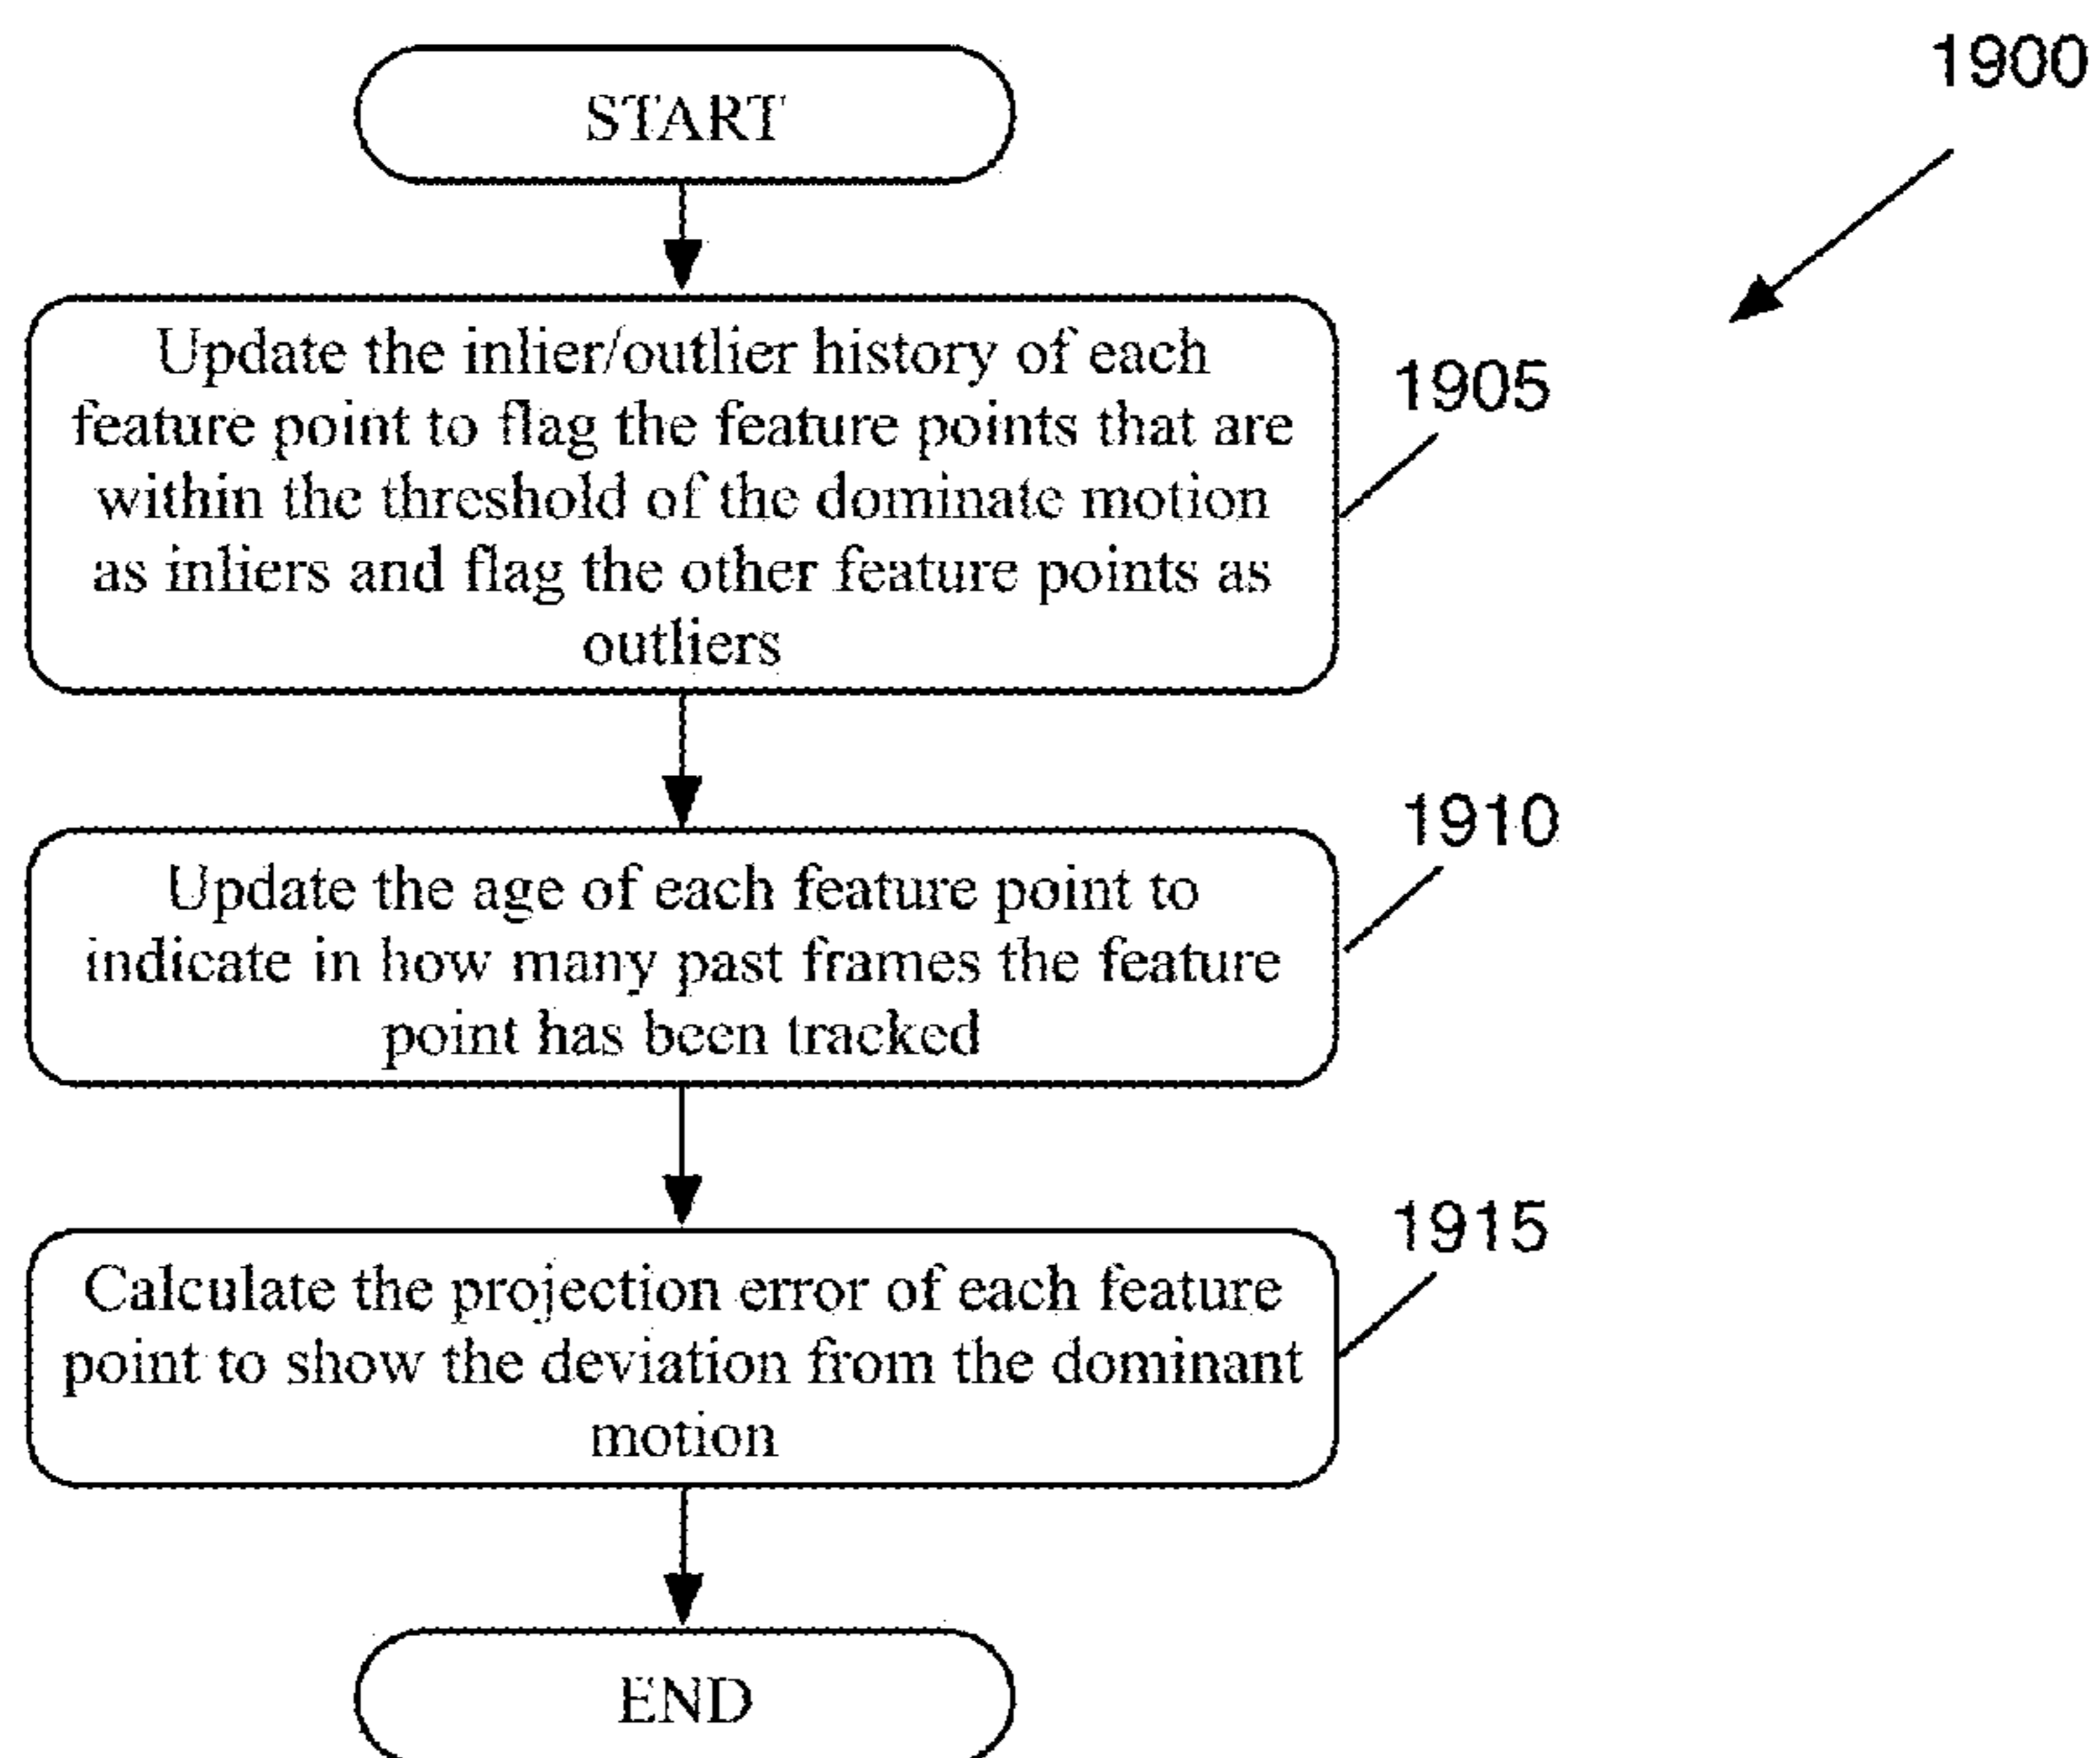 START
1900
Update the inlier/outlier history of each
feature point to flag the feature points that are
within the threshold of the dominate motion
as inliers and flag the other feature points as
outliers
1905
Update the age of each feature point to
indicate in how many past frames the feature
point has been tracked
1910
Calculate the projection error of each feature
point to show the deviation from the dominant
motion
1915
END